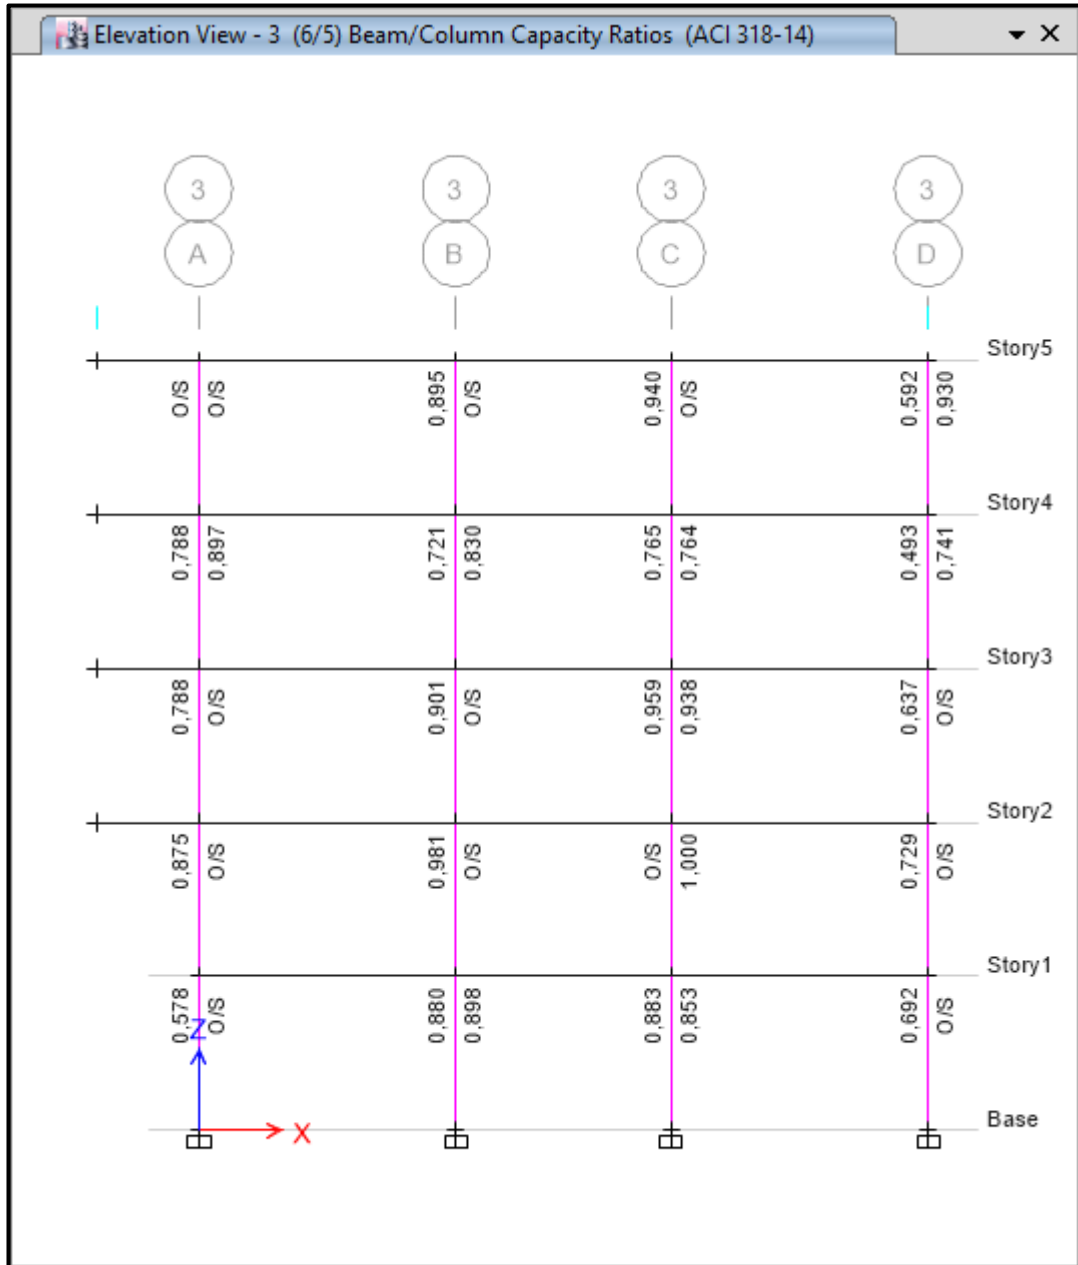 Elevation View - 3 (6/5) Beam/Column Capacity Ratios (ACI 318-14)
3 3 3 3
A B C D
Story5
O/S O/S 0,895 O/S 0,940 O/S 0,592 0,930
Story4
0,788 0,897 0,721 0,830 0,765 0,764 0,493 0,741
Story3
0,788 O/S 0,901 O/S 0,959 0,938 0,637 O/S
Story2
0,875 O/S 0,981 O/S O/S 1,000 0,729 O/S
Story1
0,578 O/S 0,880 0,898 0,883 0,853 0,692 O/S
Z
Base
X